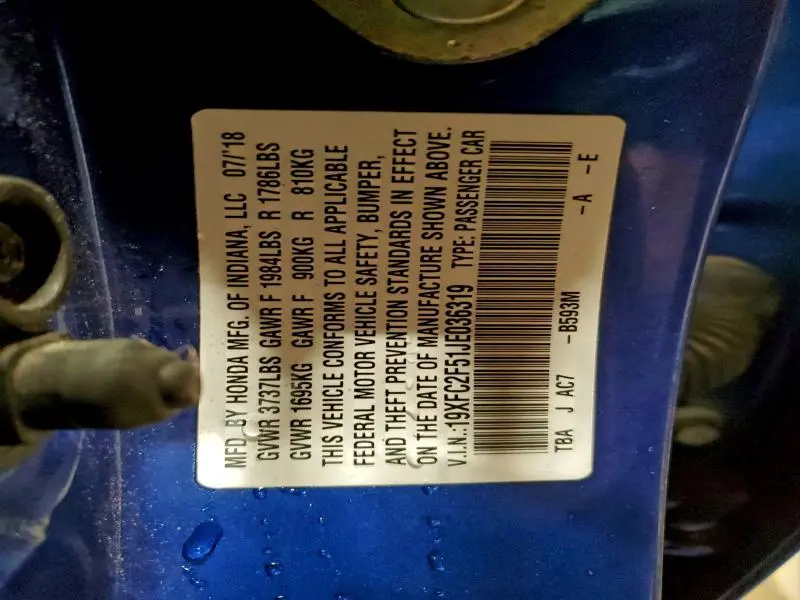 MFD. BY HONDA MFG. OF INDIANA, LLC 07/'18
GVWR 3737LBS GAWR F 1984LBS R 1786LBS
GVWR 1695KG GAWR F 900KG R 810KG
THIS VEHICLE CONFORMS TO ALL APPLICABLE
FEDERAL MOTOR VEHICLE SAFETY, BUMPER,
AND THEFT PREVENTION STANDARDS IN EFFECT
ON THE DATE OF MANUFACTURE SHOWN ABOVE.
V.I.N.:19XFC2F51JE036319 TYPE: PASSENGER CAR
TBA J AC7 -B593M -A -E